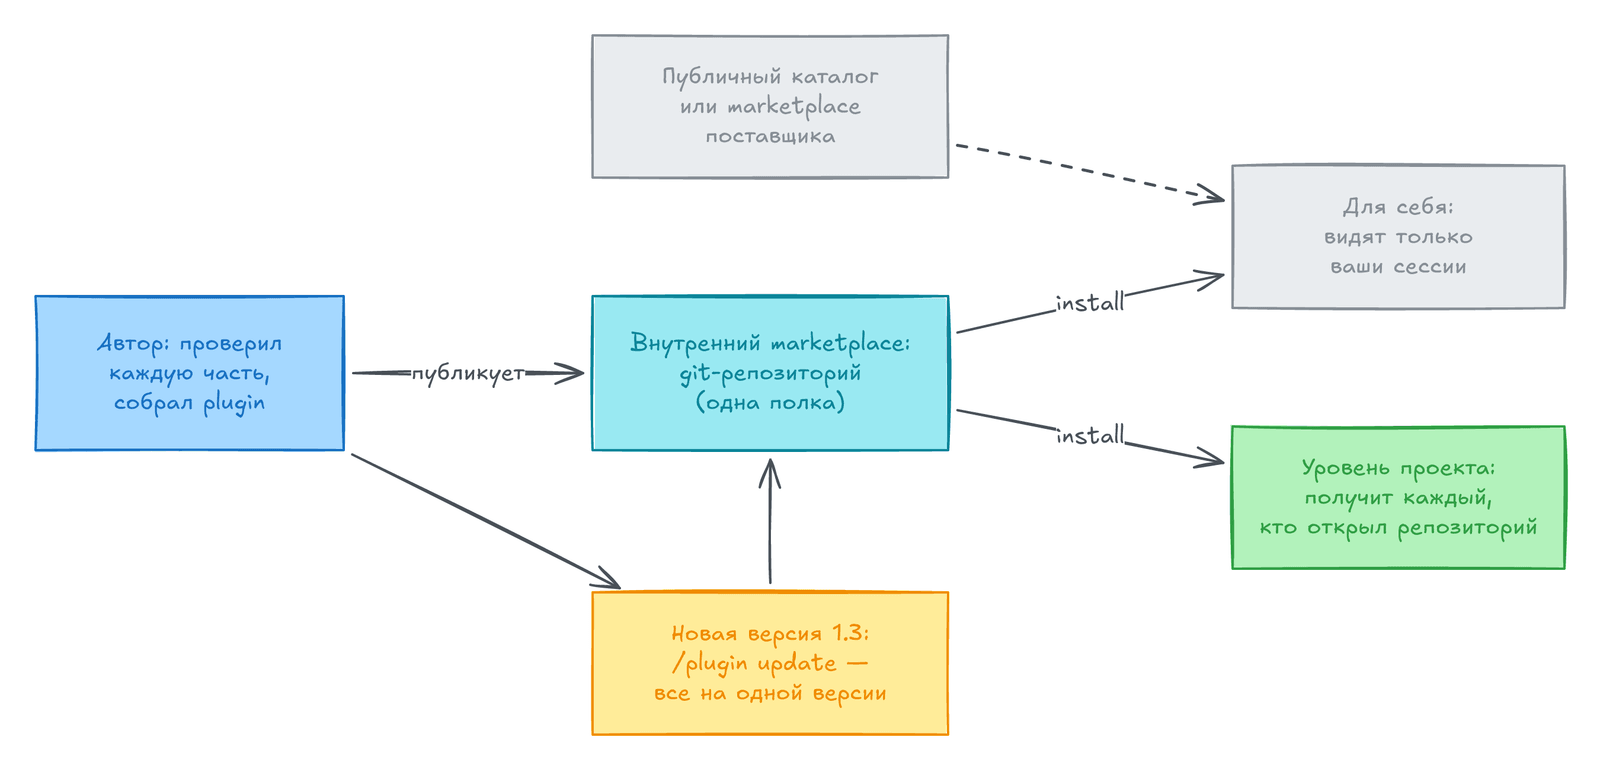 Публичный каталог
или marketplace
поставщика
Для себя:
видят только
ваши сессии
Автор: проверил
каждую часть,
собрал plugin
публикует
Внутренний marketplace:
git-репозиторий
(одна полка)
install
install
Уровень проекта:
получит каждый,
кто открыл репозиторий
Новая версия 1.3:
/plugin update —
все на одной версии